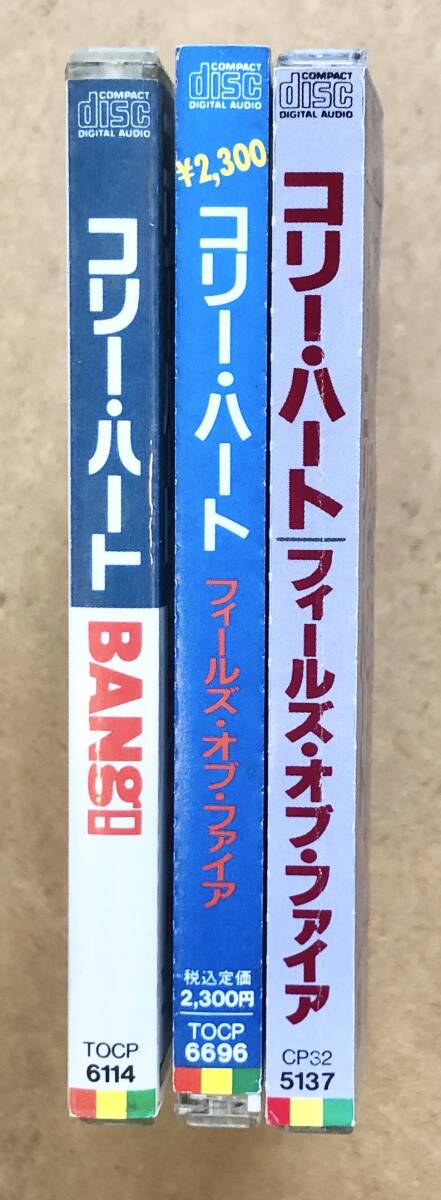 COMPACT
disc
DIGITAL AUDIO
コリー・ハート
BANG!
TOCP
6114
COMPACT
disc
DIGITAL AUDIO
¥2,300
コリー・ハート
フィールズ・オブ・ファイア
税込定価
2,300円
TOCP
6696
COMPACT
disc
DIGITAL AUDIO
コリー・ハート
フィールズ・オブ・ファイア
CP32
5137